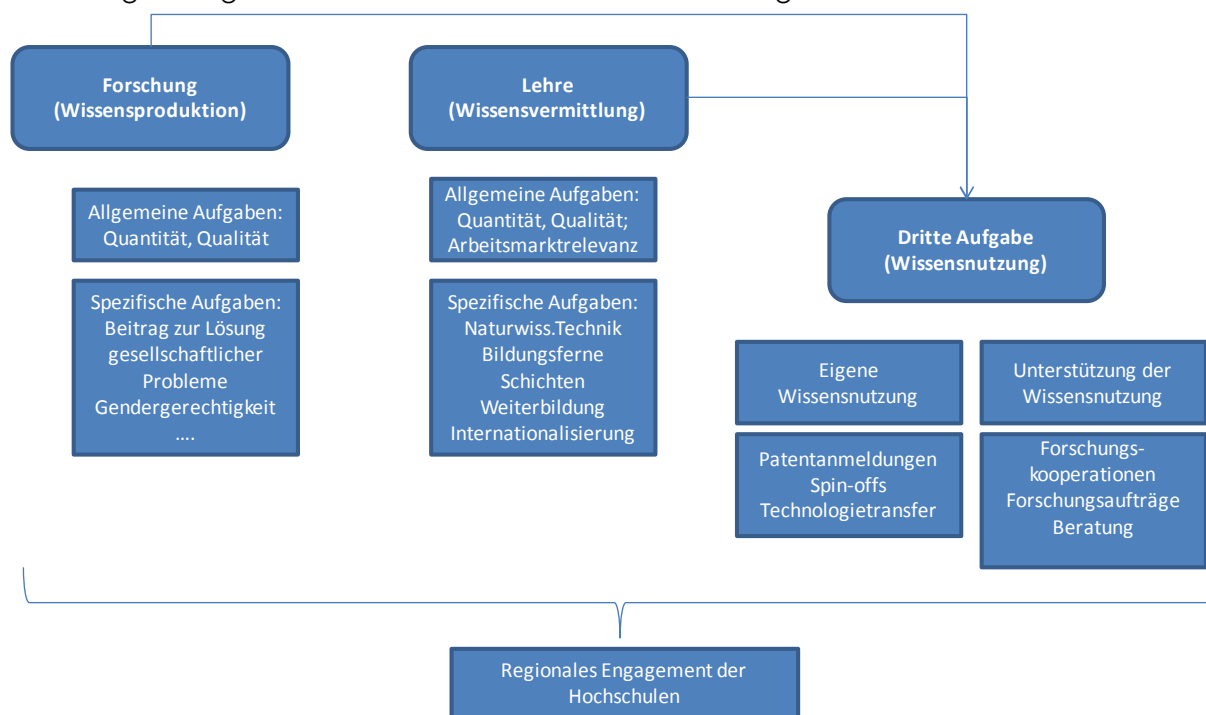 Forschung
(Wissensproduktion)
Allgemeine Aufgaben:
Quantität, Qualität
Spezifische Aufgaben:
Beitrag zur Lösung
gesellschaftlicher
Probleme
Gendergerechtigkeit
....
Lehre
(Wissensvermittlung)
Allgemeine Aufgaben:
Quantität, Qualität;
Arbeitsmarktrelevanz
Spezifische Aufgaben:
Naturwiss.Technik
Bildungsferne
Schichten
Weiterbildung
Internationalisierung
Dritte Aufgabe
(Wissensnutzung)
Eigene
Wissensnutzung
Patentanmeldungen
Spin-offs
Technologietransfer
Unterstützung der
Wissensnutzung
Forschungs-
kooperationen
Forschungsaufträge
Beratung
Regionales Engagement der
Hochschulen